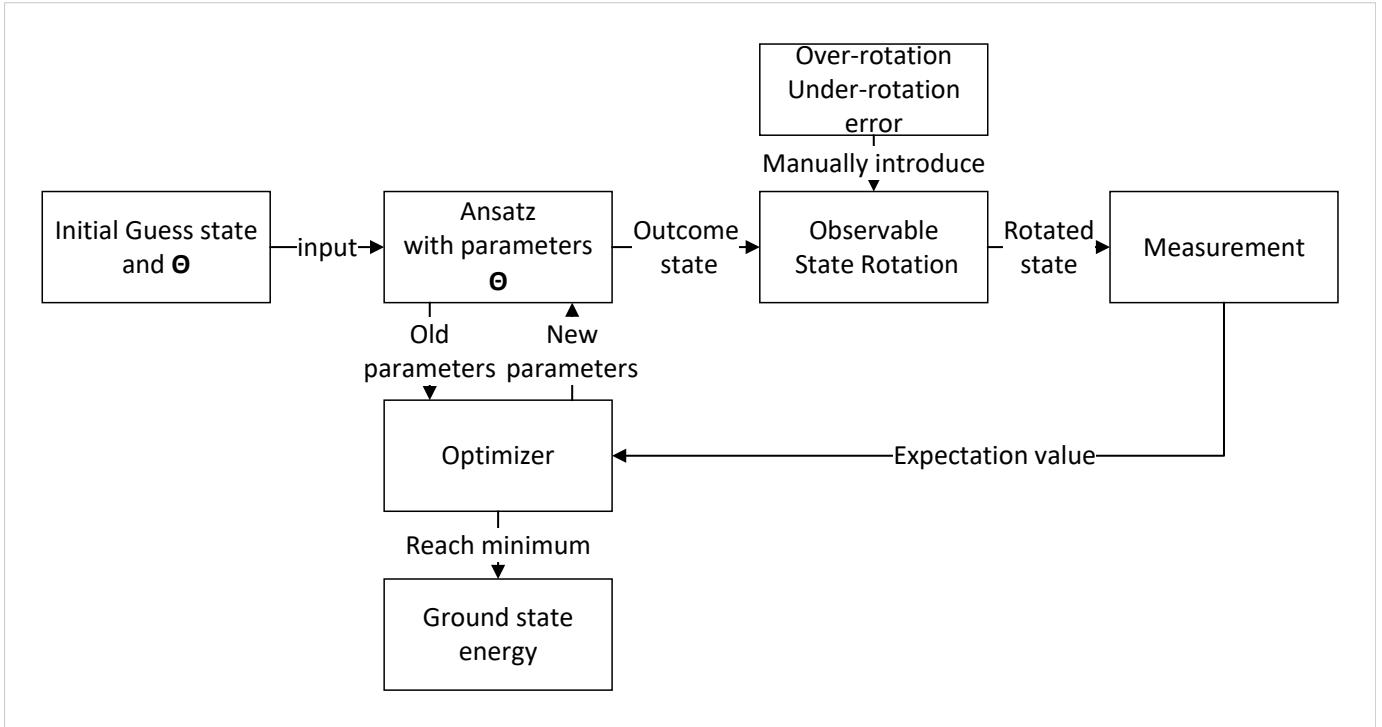 Over-rotation
Under-rotation
error
Manually introduce
Initial Guess state
and Θ
input
Ansatz
with parameters
Θ
Outcome
state
Observable
State Rotation
Rotated
state
Measurement
Old
parameters
New
parameters
Optimizer
Expectation value
Reach minimum
Ground state
energy